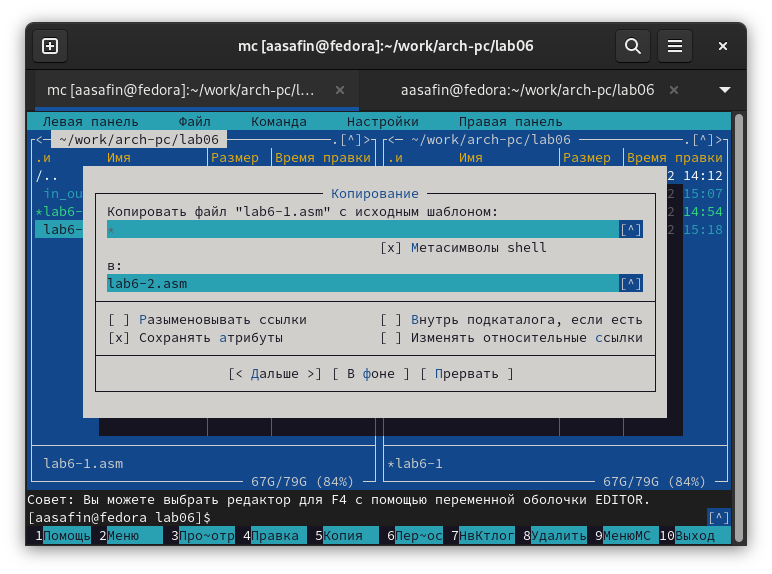 mc [aasafin@fedora]:~/work/arch-pc/lab06
mc [aasafin@fedora]:~/work/arch-pc/l…
aasafin@fedora:~/work/arch-pc/lab06
Левая панель Файл Команда Настройки Правая панель
<─ ~/work/arch-pc/lab06 .[^]> <─ ~/work/arch-pc/lab06 .[^]>
.и Имя Размер Время правки .и Имя Размер Время правки
/.. 2 14:12
in_ou 2 15:07
*lab6- 2 14:54
lab6- 2 15:18
Копирование
Копировать файл "lab6-1.asm" с исходным шаблоном:
* [^]
[x] Метасимволы shell
в:
lab6-2.asm [^]
[ ] Разыменовывать ссылки [ ] Внутрь подкаталога, если есть
[x] Сохранять атрибуты [ ] Изменять относительные ссылки
[< Дальше >] [ В фоне ] [ Прервать ]
lab6-1.asm *lab6-1
67G/79G (84%) 67G/79G (84%)
Совет: Вы можете выбрать редактор для F4 с помощью переменной оболочки EDITOR.
[aasafin@fedora lab06]$ [^]
1Помощь 2Меню 3Про~отр 4Правка 5Копия 6Пер~ос 7НвКтлог 8Удалить 9МенюMC 10Выход